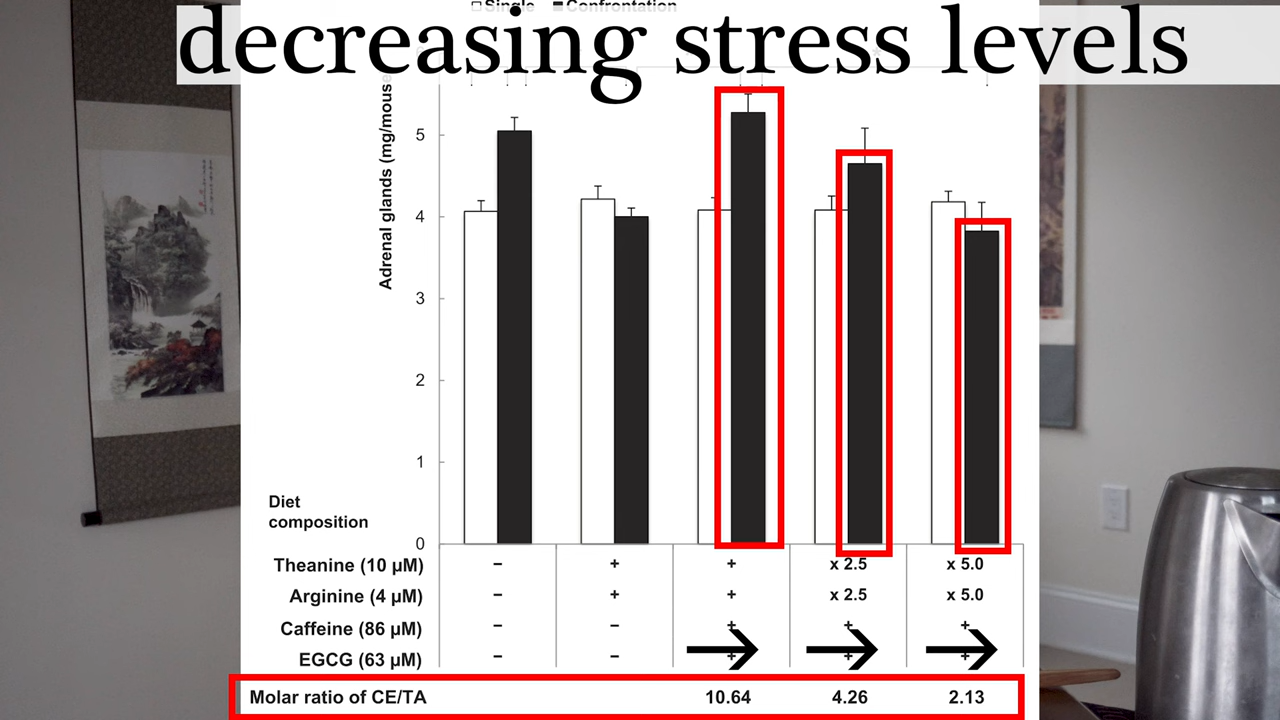 Single Confrontation
decreasing stress levels
Adrenal glands (mg/mouse
5
4
3
2
1
0
Diet
composition
Theanine (10 μM) − + + x 2.5 x 5.0
Arginine (4 μM) − + + x 2.5 x 5.0
Caffeine (86 μM) − − + + +
EGCG (63 μM) − − + + +
Molar ratio of CE/TA 10.64 4.26 2.13